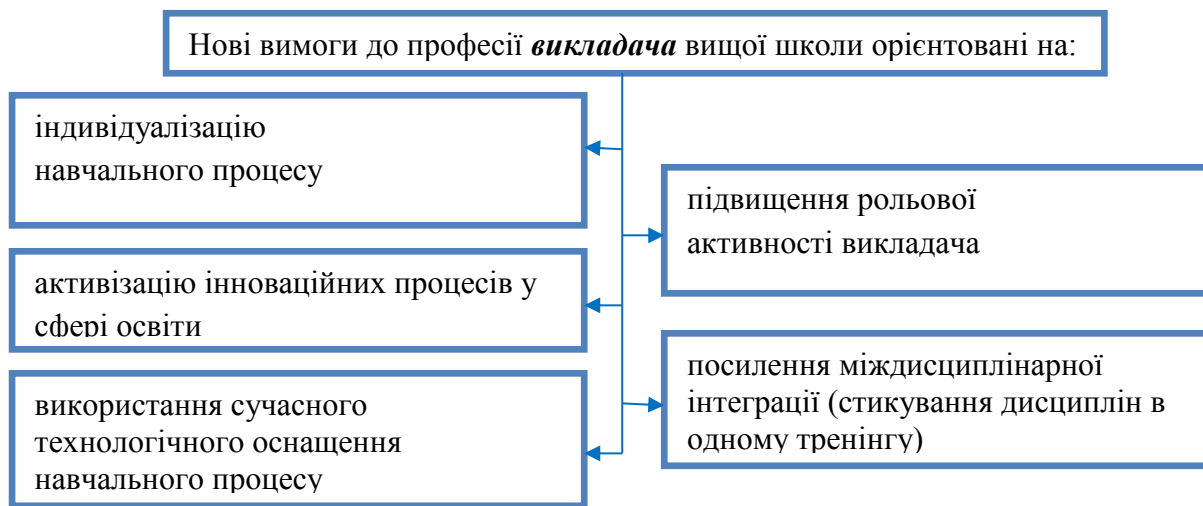 Нові вимоги до професії викладача вищої школи орієнтовані на:
індивідуалізацію
навчального процесу
підвищення рольової
активності викладача
активізацію інноваційних процесів у
сфері освіти
посилення міждисциплінарної
інтеграції (стикування дисциплін в
одному тренінгу)
використання сучасного
технологічного оснащення
навчального процесу